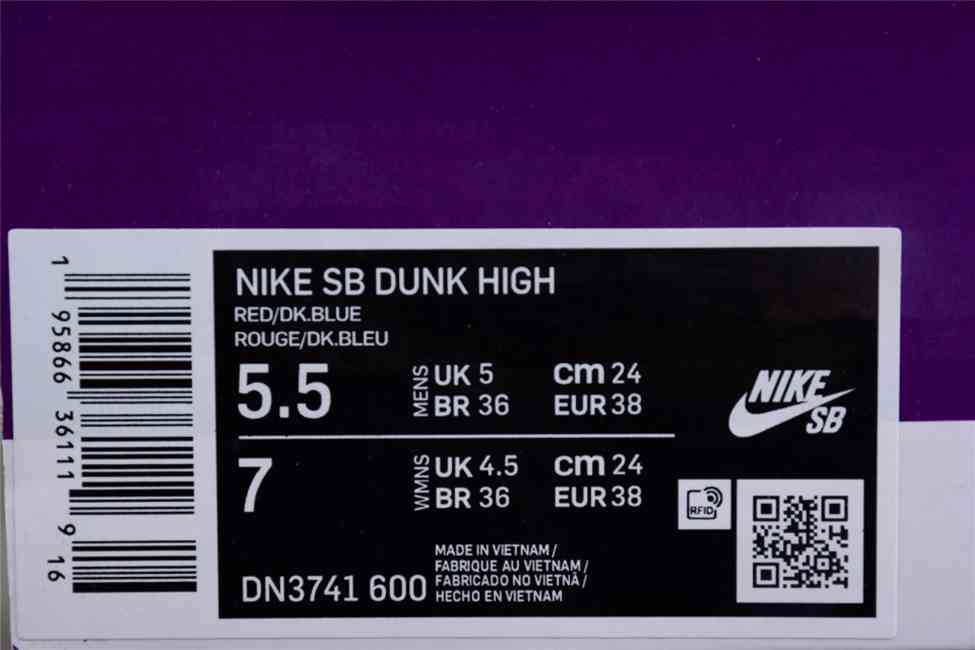 NIKE SB DUNK HIGH
RED/DK.BLUE
ROUGE/DK.BLEU
5.5
MENS
UK 5
cm 24
BR 36
EUR 38
7
WMNS
UK 4.5
cm 24
BR 36
EUR 38
DN3741 600
MADE IN VIETNAM /
FABRIQUE AU VIETNAM /
FABRICADO NO VIETNÃ /
HECHO EN VIETNAM
NIKE
SB
RFID
1 95866 36111 9 16